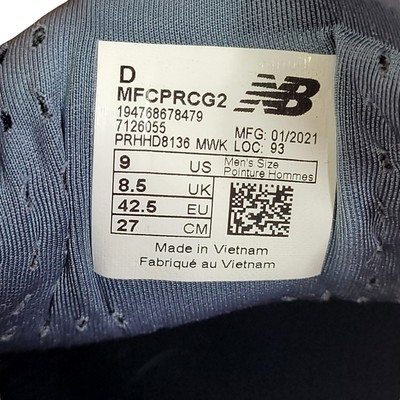 D
MFCPRCG2
NB
194768678479
7126055
MFG: 01/2021
PRHHD8136 MWK LOC: 93
9 US Men's Size
Pointure Hommes
8.5 UK
42.5 EU
27 CM
Made in Vietnam
Fabriqué au Vietnam